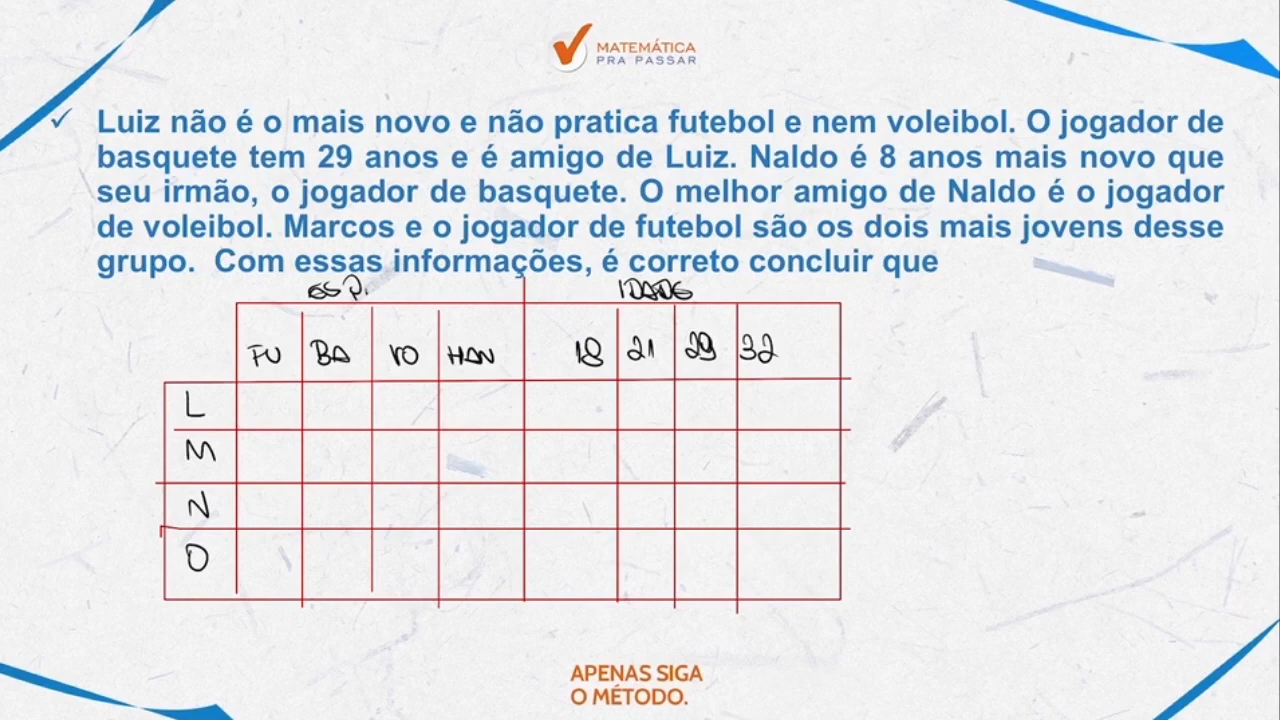 MATEMÁTICA
PRA PASSAR
✓ Luiz não é o mais novo e não pratica futebol e nem voleibol. O jogador de
basquete tem 29 anos e é amigo de Luiz. Naldo é 8 anos mais novo que
seu irmão, o jogador de basquete. O melhor amigo de Naldo é o jogador
de voleibol. Marcos e o jogador de futebol são os dois mais jovens desse
grupo. Com essas informações, é correto concluir que
esp. IDADE
FU BA VO HAN 18 21 29 32
L
M
N
O
APENAS SIGA
O MÉTODO.